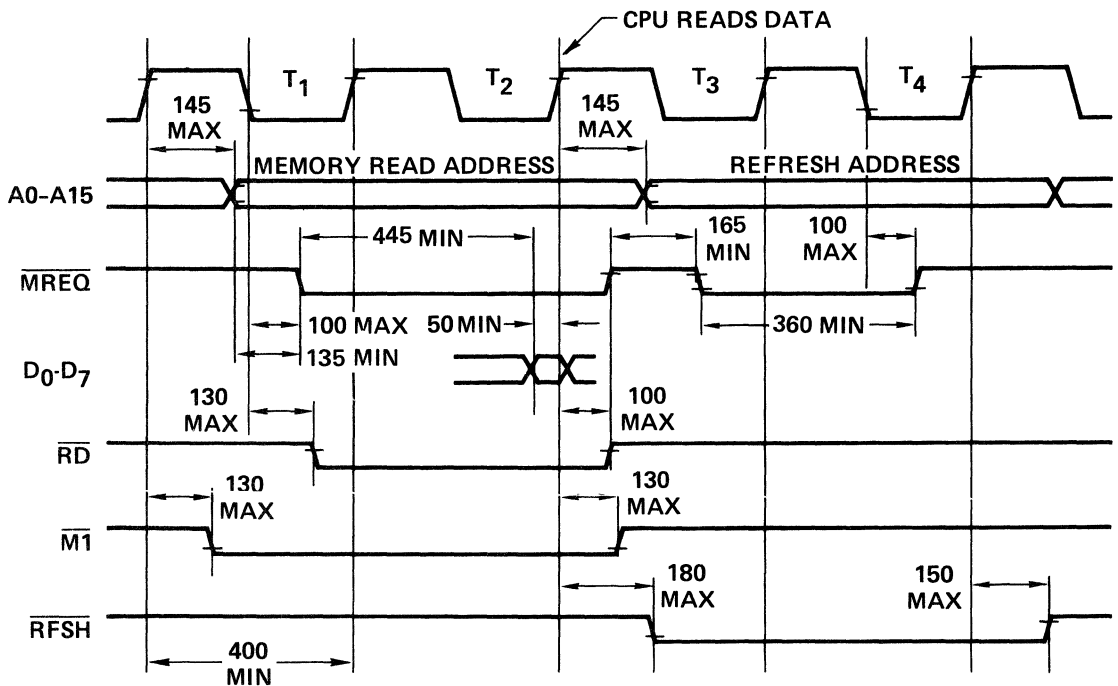 CPU READS DATA
T1
T2
T3
T4
145
MAX
145
MAX
MEMORY READ ADDRESS
REFRESH ADDRESS
A0-A15
445 MIN
165
MIN
100
MAX
MREQ
100 MAX
50 MIN
360 MIN
135 MIN
D0-D7
130
MAX
100
MAX
RD
130
MAX
130
MAX
M1
180
MAX
150
MAX
RFSH
400
MIN